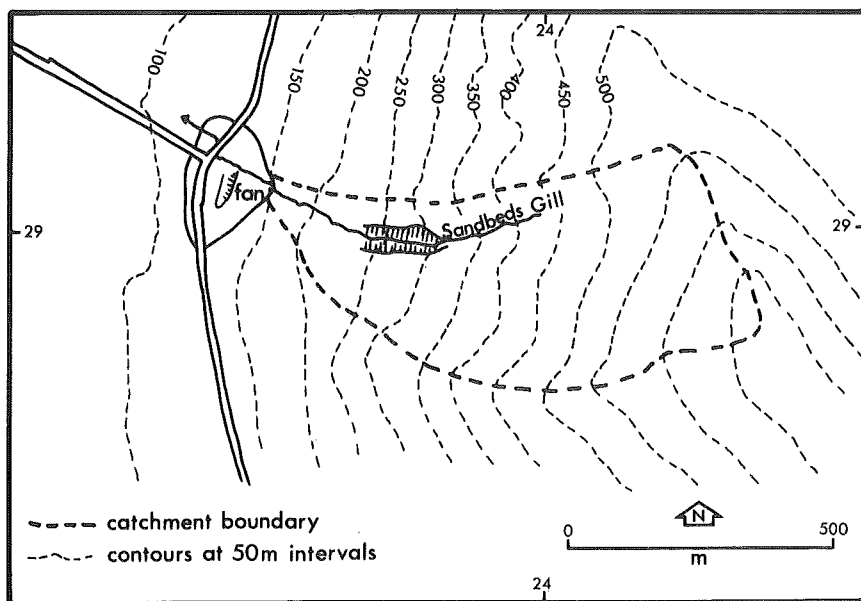 24
100
150
200
250
300
350
400
450
500
fan
Sandbeds Gill
29
29
catchment boundary
contours at 50m intervals
N
0
500
m
24